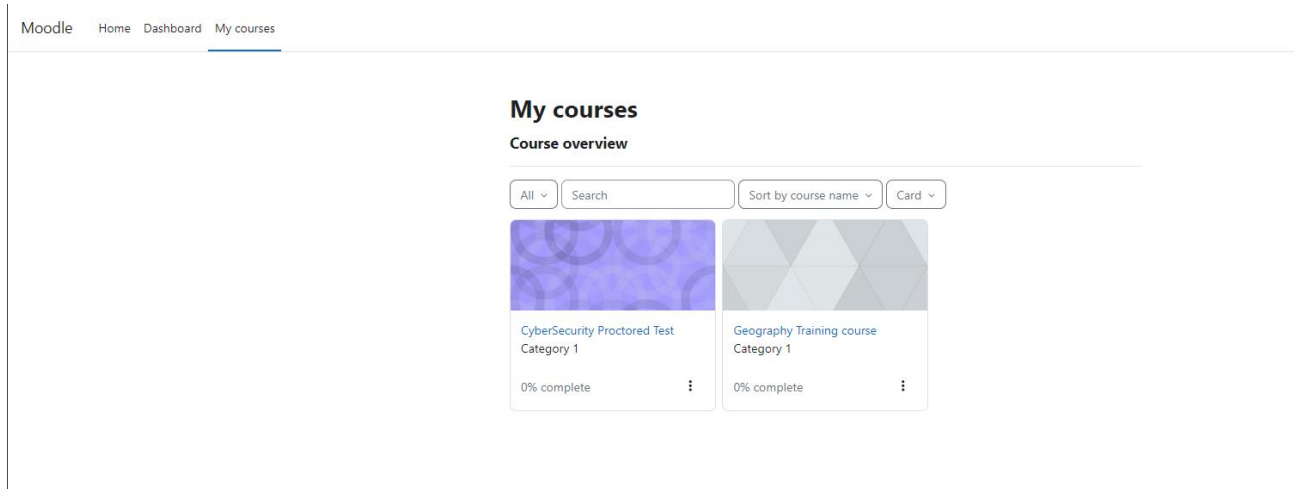 Moodle Home Dashboard My courses
My courses
Course overview
All Search Sort by course name Card
CyberSecurity Proctored Test
Category 1
0% complete
Geography Training course
Category 1
0% complete